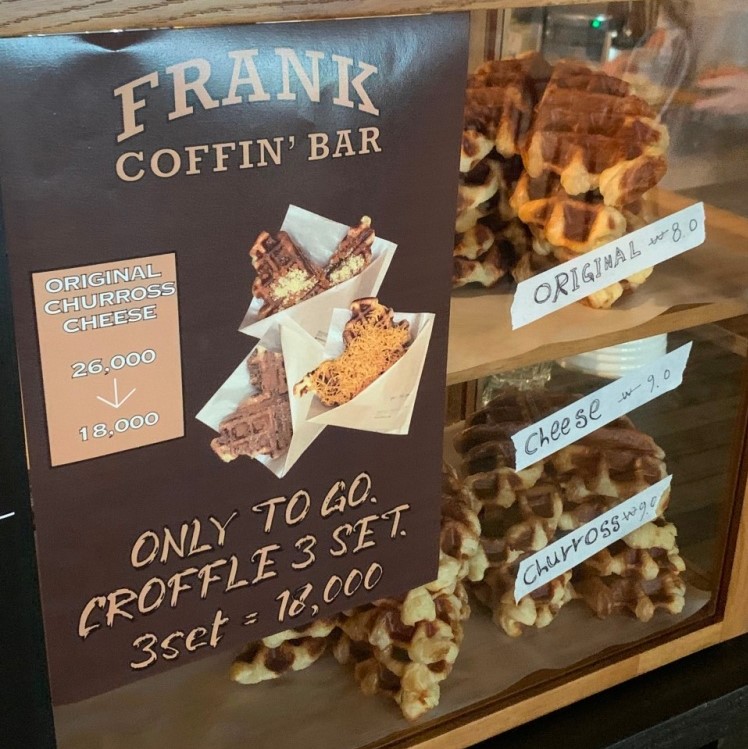 FRANK
COFFIN' BAR
ORIGINAL
CHURROSS
CHEESE
26,000
↓
18,000
ONLY TO GO.
CROFFLE 3 SET.
3set = 18,000
ORIGINAL ₩ 8.0
Cheese ₩ 9.0
Churross ₩ 9.0